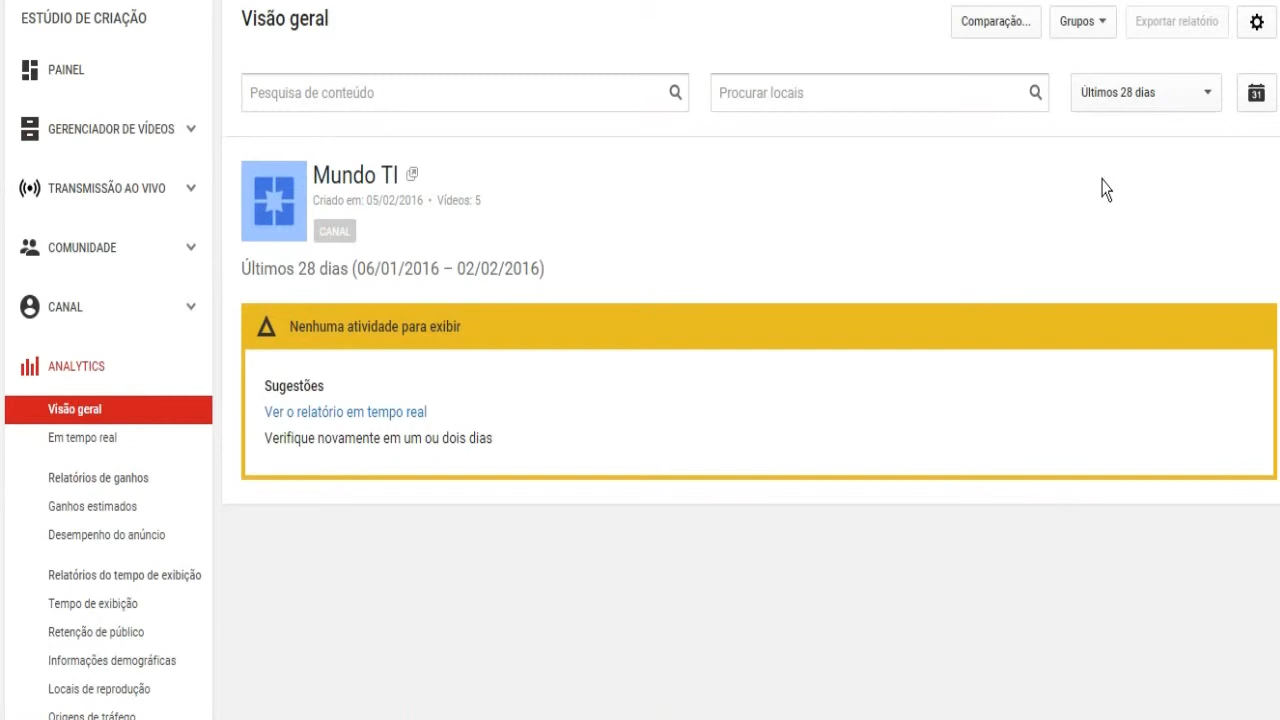 ESTÚDIO DE CRIAÇÃO
PAINEL
GERENCIADOR DE VÍDEOS
TRANSMISSÃO AO VIVO
COMUNIDADE
CANAL
ANALYTICS
Visão geral
Em tempo real
Relatórios de ganhos
Ganhos estimados
Desempenho do anúncio
Relatórios do tempo de exibição
Tempo de exibição
Retenção de público
Informações demográficas
Locais de reprodução
Origens de tráfego
Visão geral
Comparação... Grupos Exportar relatório
Pesquisa de conteúdo Procurar locais Últimos 28 dias 31
Mundo TI
Criado em: 05/02/2016 • Vídeos: 5
CANAL
Últimos 28 dias (06/01/2016 – 02/02/2016)
Nenhuma atividade para exibir
Sugestões
Ver o relatório em tempo real
Verifique novamente em um ou dois dias